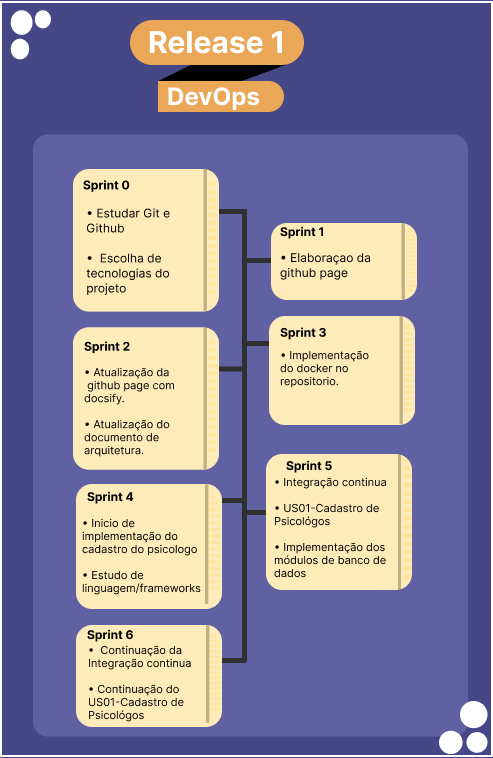 Release 1
DevOps
Sprint 0
• Estudar Git e
Github
• Escolha de
tecnologias do
projeto
Sprint 1
• Elaboraçao da
github page
Sprint 2
• Atualização da
github page com
docsify.
• Atualização do
documento de
arquitetura.
Sprint 3
• Implementação
do docker no
repositorio.
Sprint 4
• Inicio de
implementação do
cadastro do psicologo
• Estudo de
linguagem/frameworks
Sprint 5
• Integração continua
• US01-Cadastro de
Psicológos
• Implementação dos
módulos de banco de
dados
Sprint 6
• Continuação da
Integração continua
• Continuação do
US01-Cadastro de
Psicológos